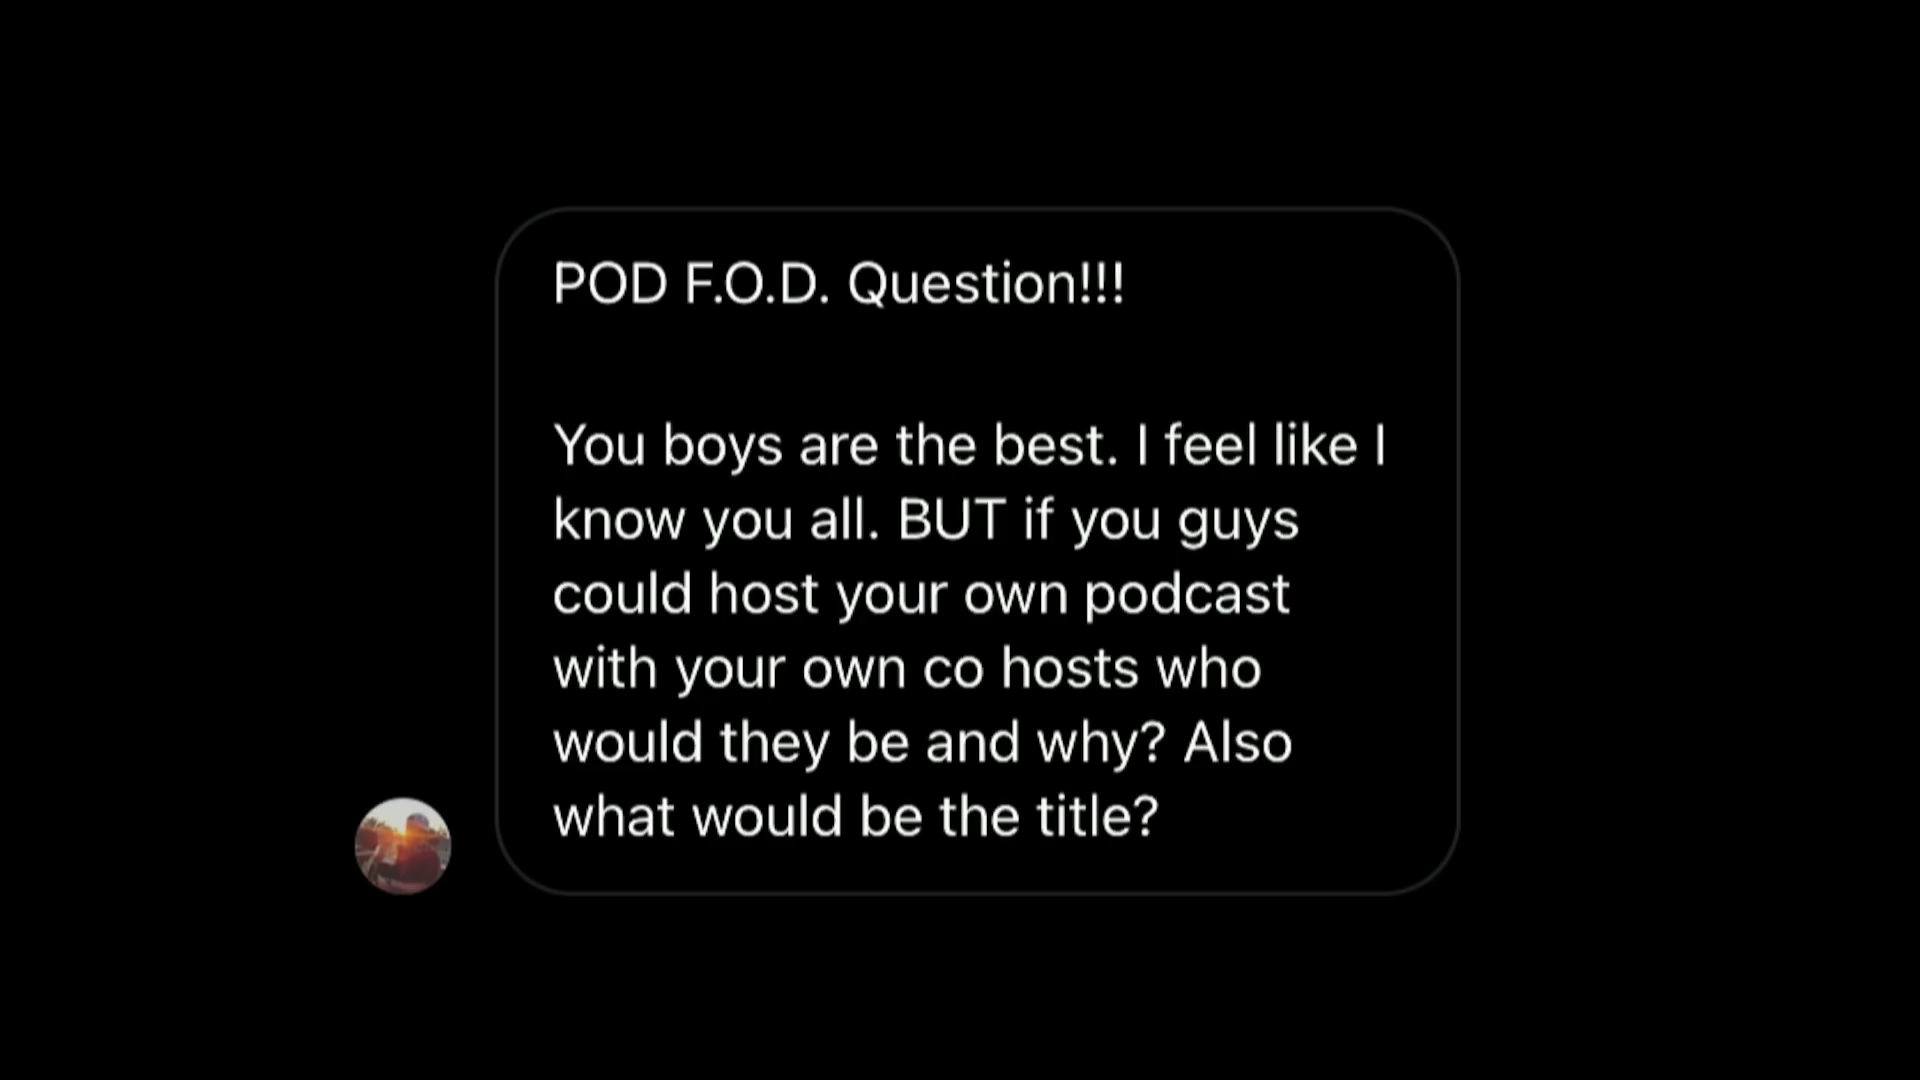 POD F.O.D. Question!!!
You boys are the best. I feel like I
know you all. BUT if you guys
could host your own podcast
with your own co hosts who
would they be and why? Also
what would be the title?